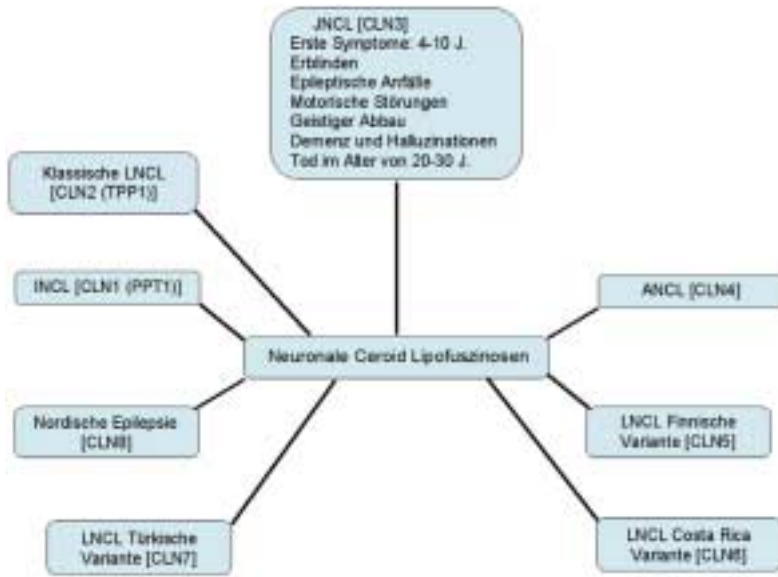 JNCL [CLN3]
Erste Symptome: 4-10 J.
Erblinden
Epileptische Anfälle
Motorische Störungen
Geistiger Abbau
Demenz und Halluzinationen
Tod im Alter von 20-30 J.
Klassische LNCL
[CLN2 (TPP1)]
INCL [CLN1 (PPT1)]
ANCL [CLN4]
Neuronale Ceroid Lipofuszinosen
Nordische Epilepsie
[CLN8]
LNCL Finnische
Variante [CLN5]
LNCL Türkische
Variante [CLN7]
LNCL Costa Rica
Variante [CLN6]